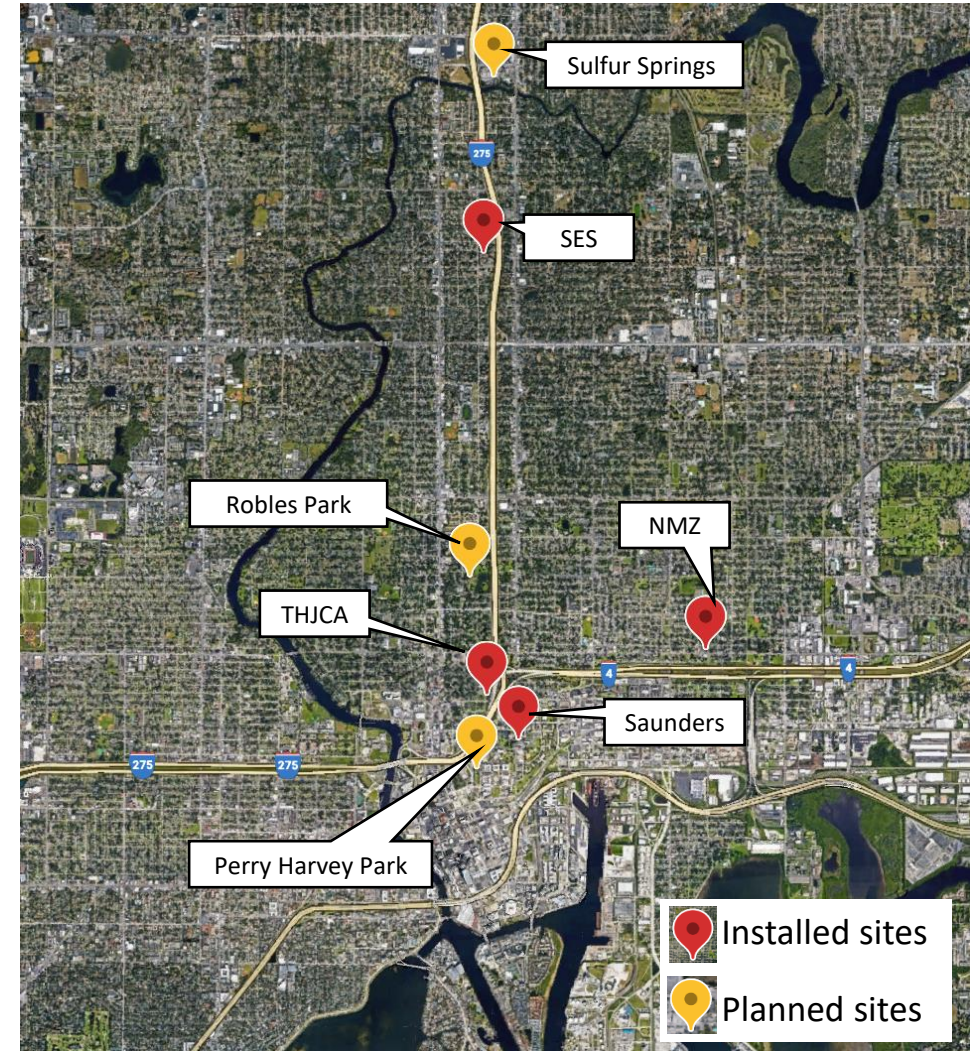 Sulfur Springs
275
SES
Robles Park
NMZ
THJCA
4
4
Saunders
275
275
Perry Harvey Park
Installed sites
Planned sites